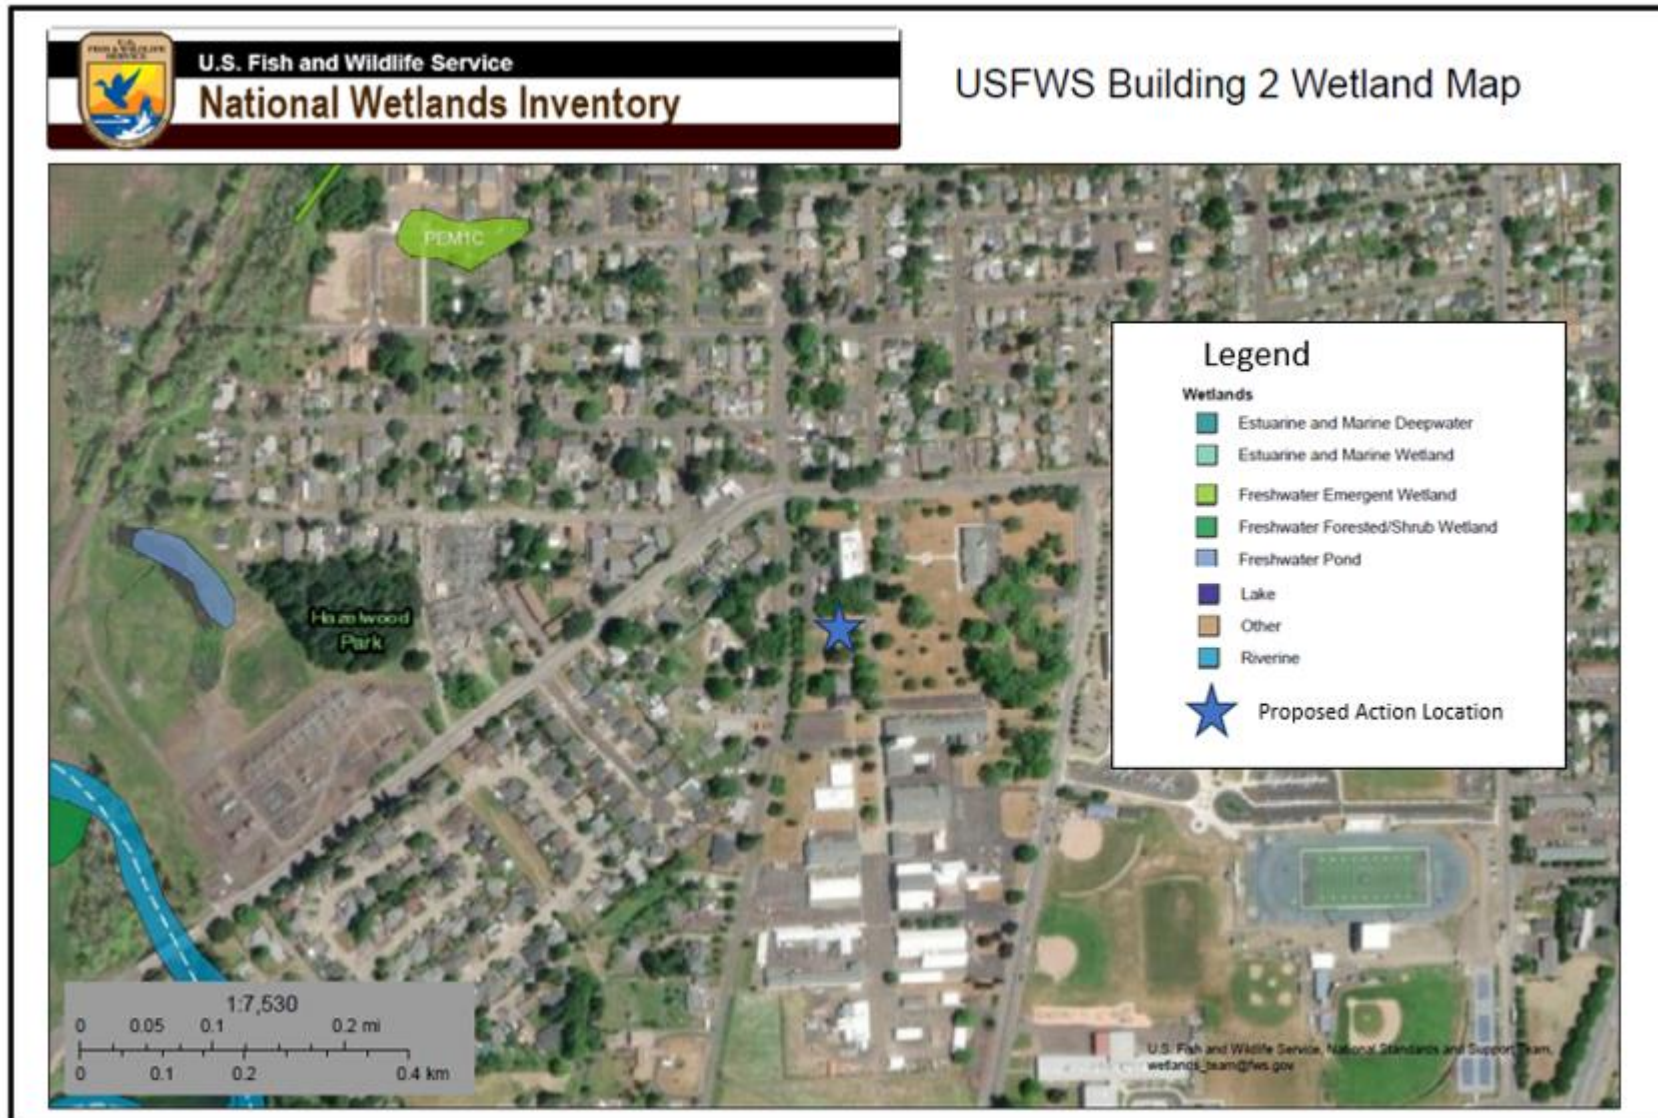 U.S.
FISH & WILDLIFE
SERVICE
U.S. Fish and Wildlife Service
National Wetlands Inventory
USFWS Building 2 Wetland Map
PEM1C
Hazelwood
Park
Legend
Wetlands
Estuarine and Marine Deepwater
Estuarine and Marine Wetland
Freshwater Emergent Wetland
Freshwater Forested/Shrub Wetland
Freshwater Pond
Lake
Other
Riverine
Proposed Action Location
1:7,530
0 0.05 0.1 0.2 mi
0 0.1 0.2 0.4 km
U.S. Fish and Wildlife Service, National Standards and Support Team,
wetlands_team@fws.gov